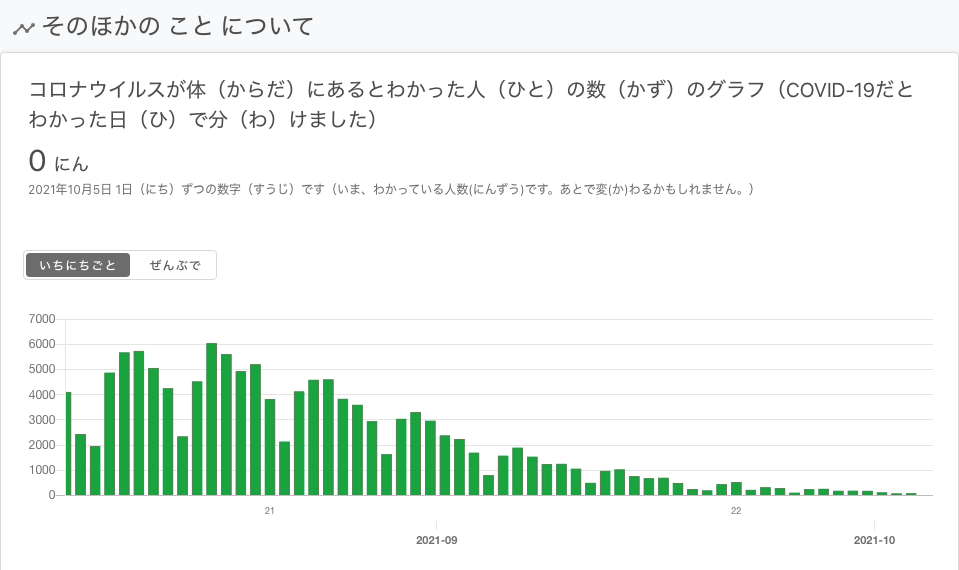 そのほかの こと について
コロナウイルスが体（からだ）にあるとわかった人（ひと）の数（かず）のグラフ（COVID-19だと
わかった日（ひ）で分（わ）けました）
0 にん
2021年10月5日 1日（にち）ずつの数字（すうじ）です（いま、わかっている人数(にんずう)です。あとで変(か)わるかもしれません。）
いちにちごと ぜんぶで
7000
6000
5000
4000
3000
2000
1000
0
21 22
2021-09 2021-10